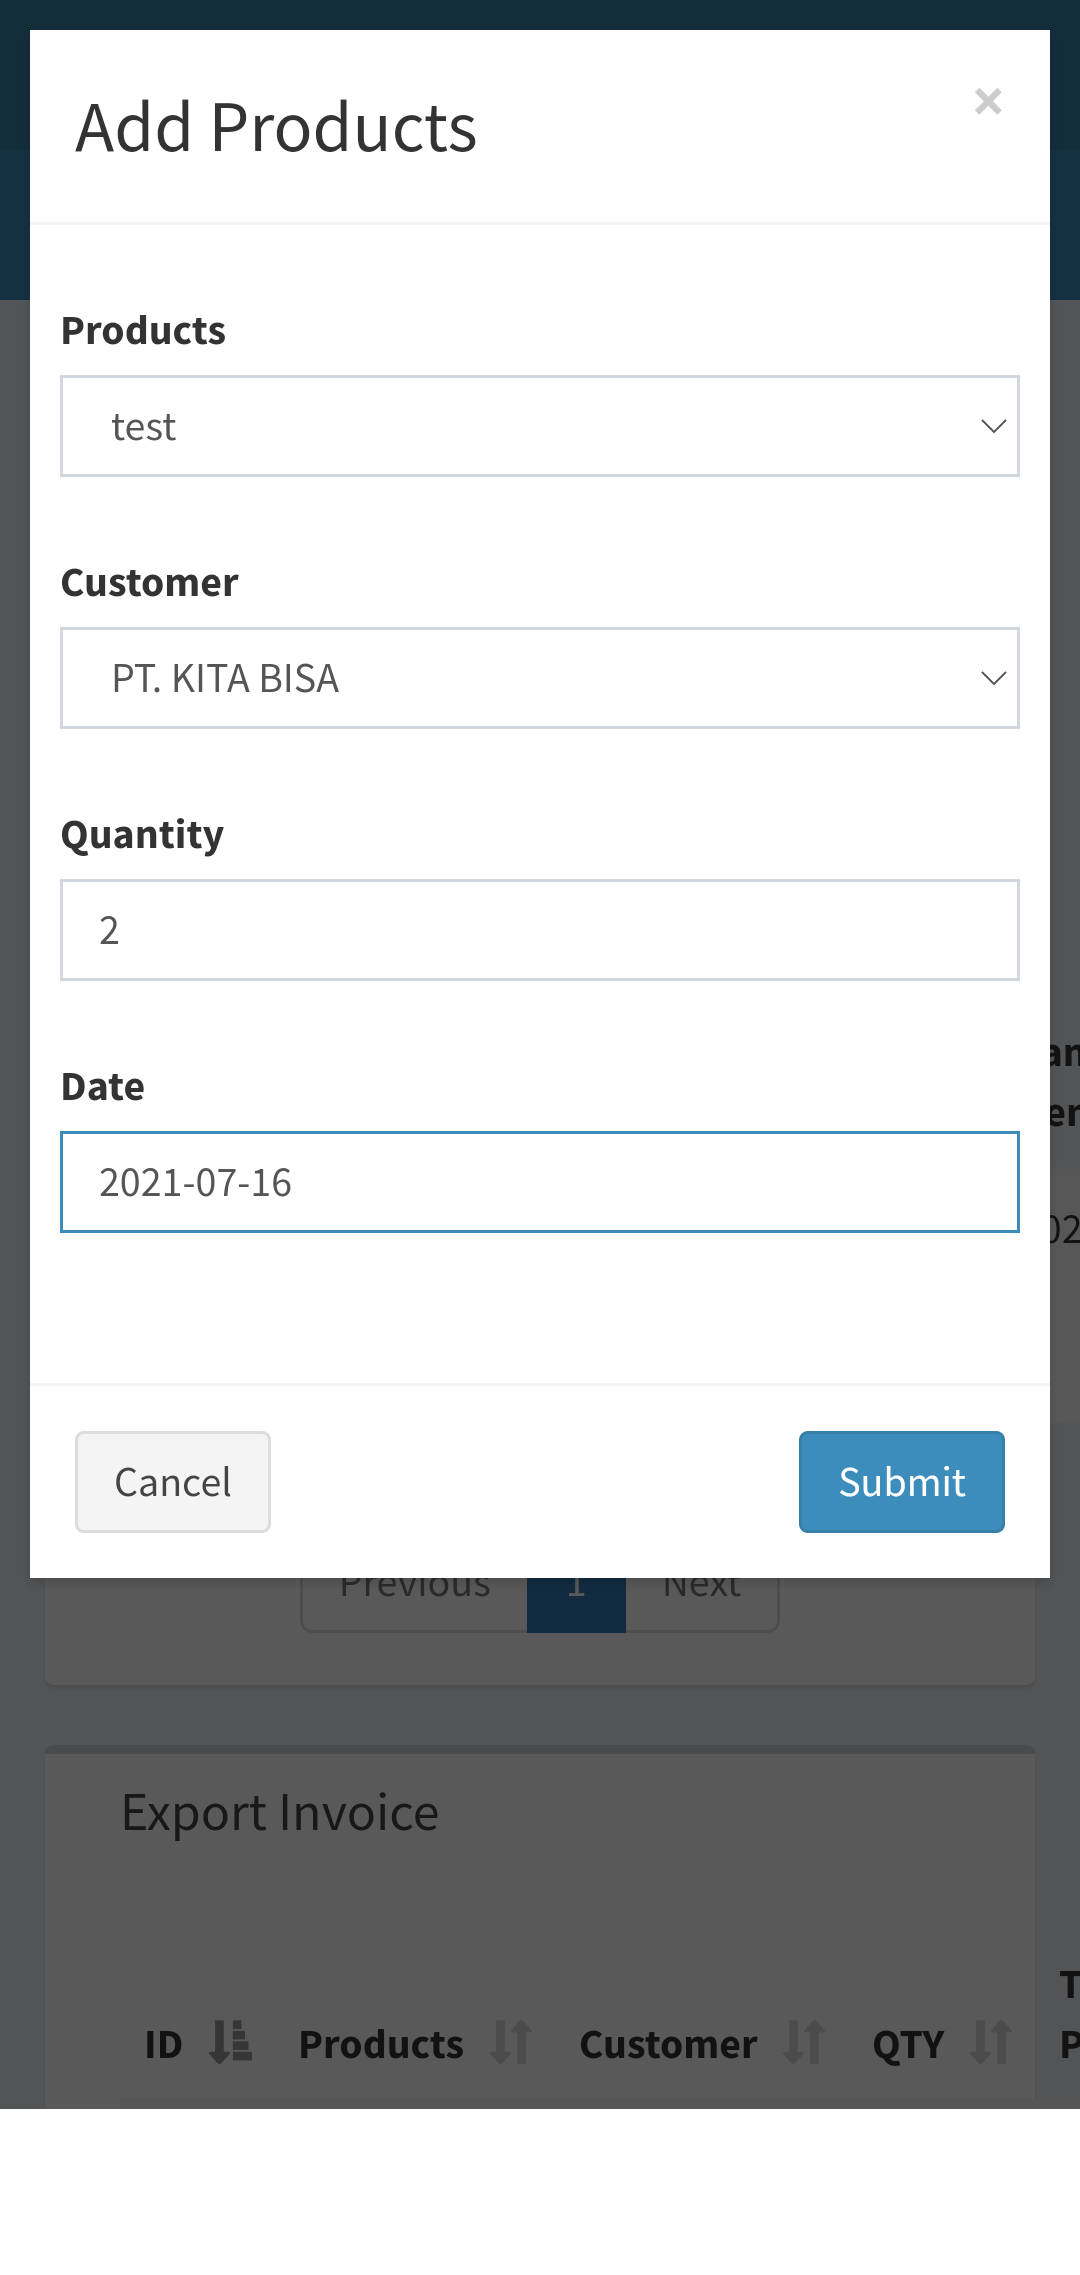 Add Products
×
Products
test
Customer
PT. KITA BISA
Quantity
2
Date
2021-07-16
Cancel
Submit
Previous 1 Next
Export Invoice
ID Products Customer QTY